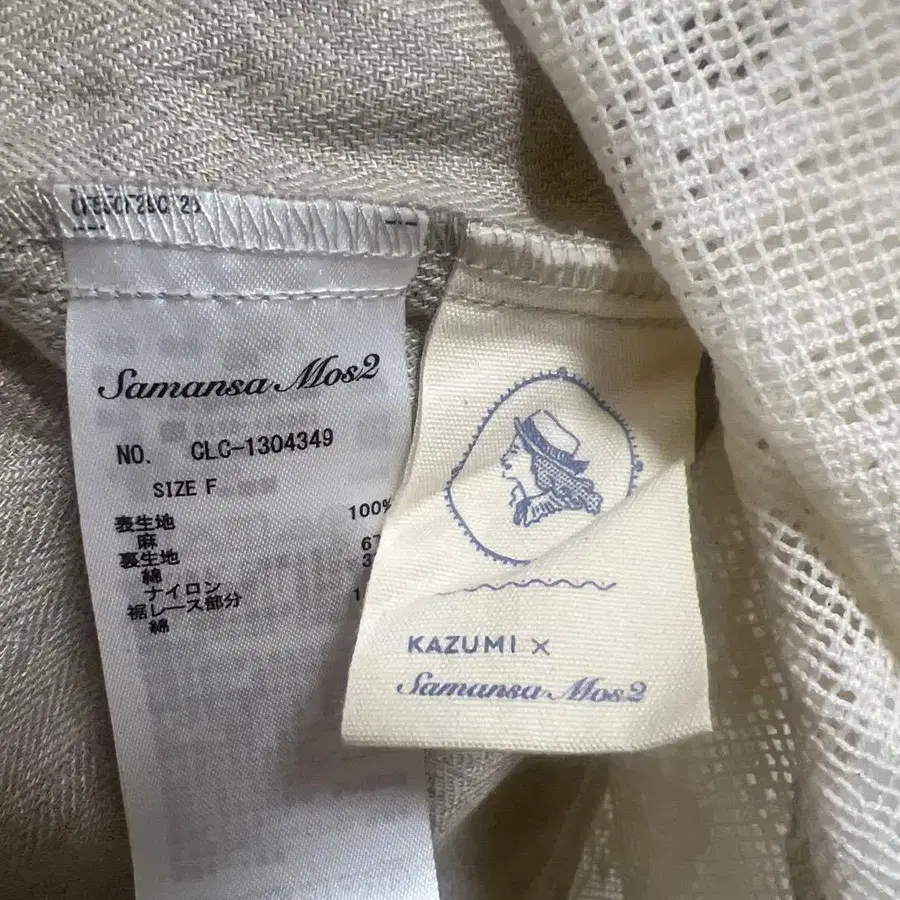 Samansa Mos2
NO. CLC-1304349
SIZE F
表生地 100%
麻 
裏生地
綿
ナイロン
裾レース部分
綿
KAZUMI ×
Samansa Mos2